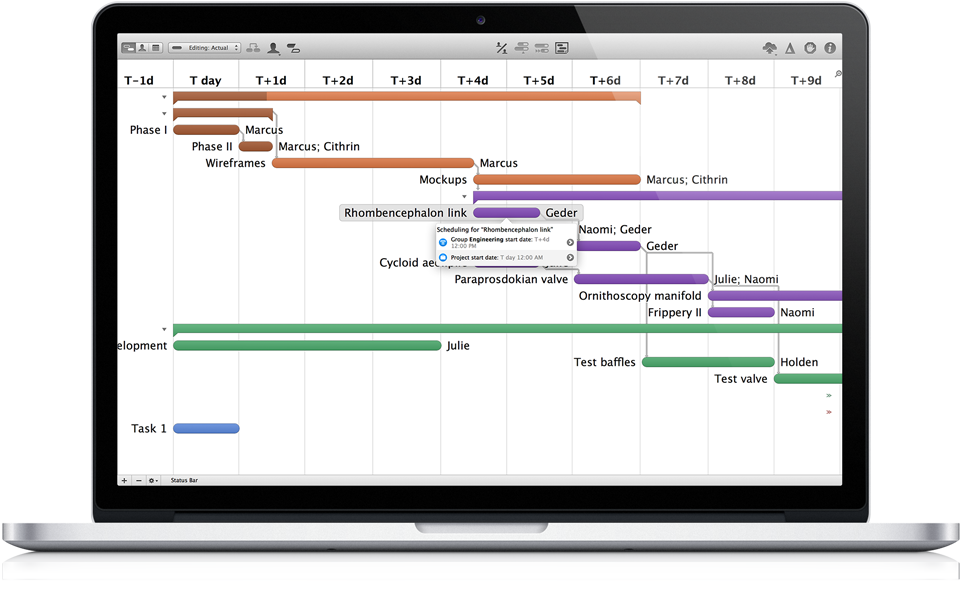 Editing: Actual
T−1d T day T+1d T+2d T+3d T+4d T+5d T+6d T+7d T+8d T+9d
Phase I Marcus
Phase II Marcus; Cithrin
Wireframes Marcus
Mockups Marcus; Cithrin
Rhombencephalon link Geder
Scheduling for "Rhombencephalon link"
Naomi; Geder
Group Engineering start date: T+4d
12:00 PM
Geder
Project start date: T day 12:00 AM
Cycloid
Paraprosdokian valve Julie; Naomi
Ornithoscopy manifold
Frippery II Naomi
elopment Julie
Test baffles Holden
Test valve
»
»
Task 1
Status Bar